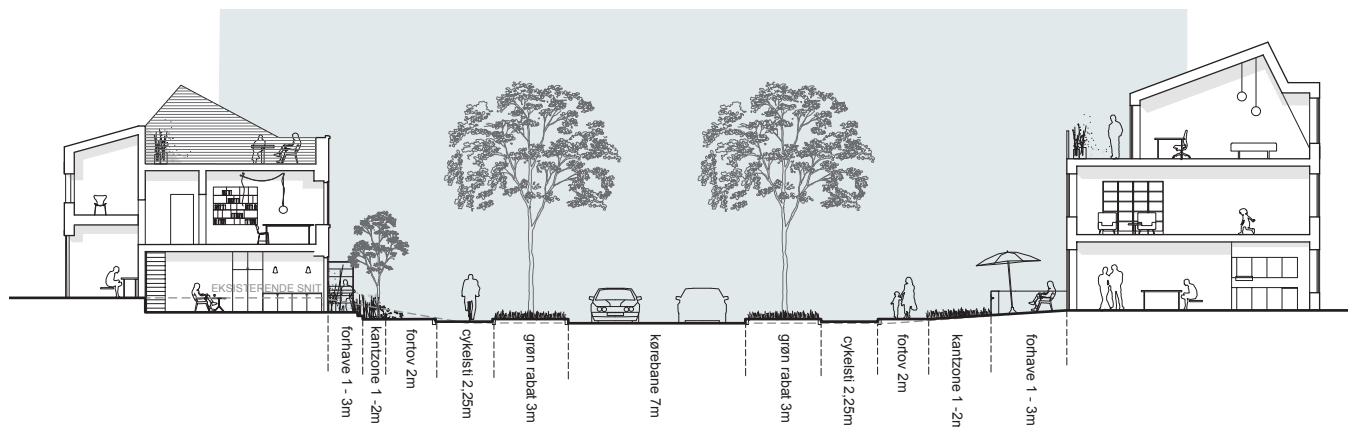 EKSISTERENDE SNIT
forhave 1 - 3m
kantzone 1 -2m
fortov 2m
cykelsti 2,25m
grøn rabat 3m
kørebane 7m
grøn rabat 3m
cykelsti 2,25m
fortov 2m
kantzone 1 -2m
forhave 1 - 3m